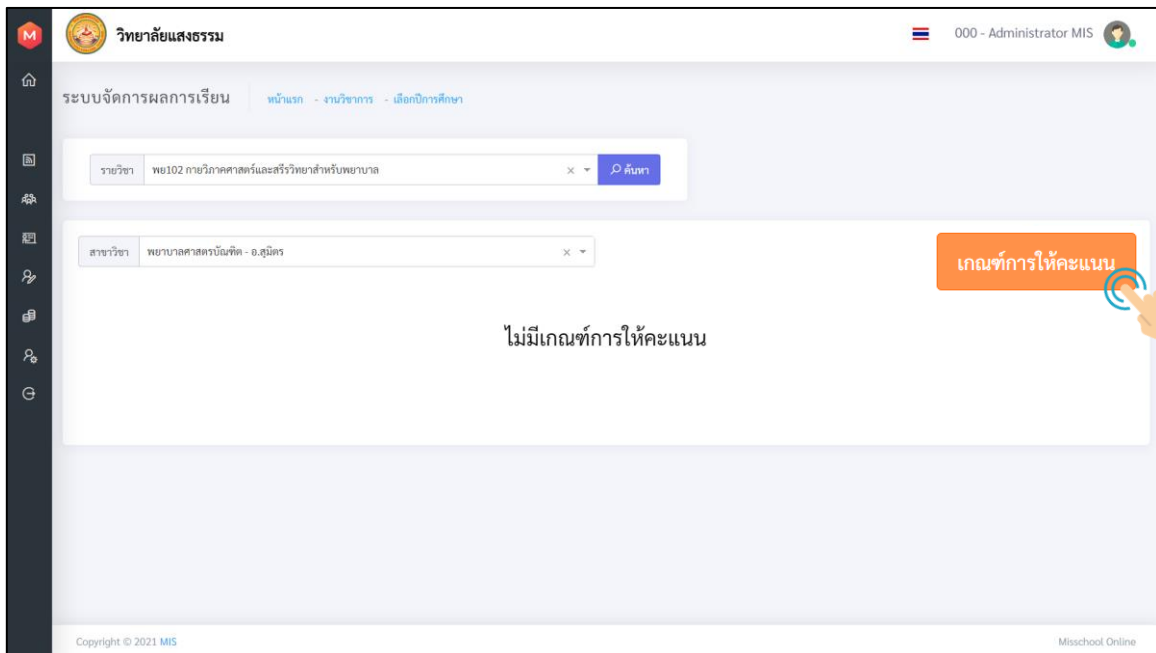 M
วิทยาลัยแสงธรรม
000 - Administrator MIS
ระบบจัดการผลการเรียน
หน้าแรก - งานวิชาการ - เลือกปีการศึกษา
รายวิชา พย102 กายวิภาคศาสตร์และสรีรวิทยาสำหรับพยาบาล × ค้นหา
สาขาวิชา พยาบาลศาสตรบัณฑิต - อ.สุมิตร ×
เกณฑ์การให้คะแนน
ไม่มีเกณฑ์การให้คะแนน
Copyright © 2021 MIS
Misschool Online